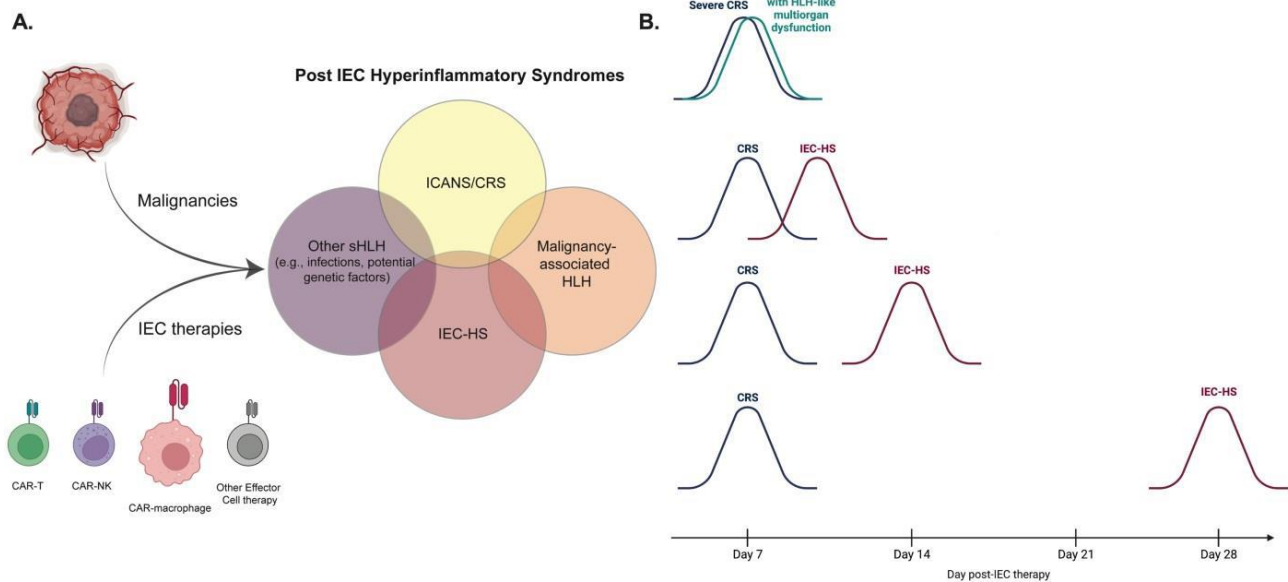 A.
Post IEC Hyperinflammatory Syndromes
Malignancies
IEC therapies
ICANS/CRS
Other sHLH
(e.g., infections, potential
genetic factors)
Malignancy-
associated
HLH
IEC-HS
CAR-T
CAR-NK
CAR-macrophage
Other Effector
Cell therapy
B.
Severe CRS
with HLH-like
multiorgan
dysfunction
CRS
IEC-HS
CRS
IEC-HS
CRS
IEC-HS
Day 7
Day 14
Day 21
Day 28
Day post-IEC therapy